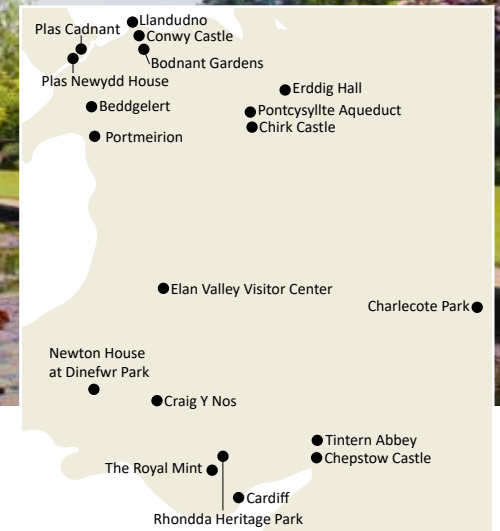 Llandudno
Plas Cadnant
Conwy Castle
Bodnant Gardens
Plas Newydd House
Erddig Hall
Beddgelert
Pontcysyllte Aqueduct
Chirk Castle
Portmeirion
Elan Valley Visitor Center
Charlecote Park
Newton House
at Dinefwr Park
Craig Y Nos
Tintern Abbey
Chepstow Castle
The Royal Mint
Cardiff
Rhondda Heritage Park